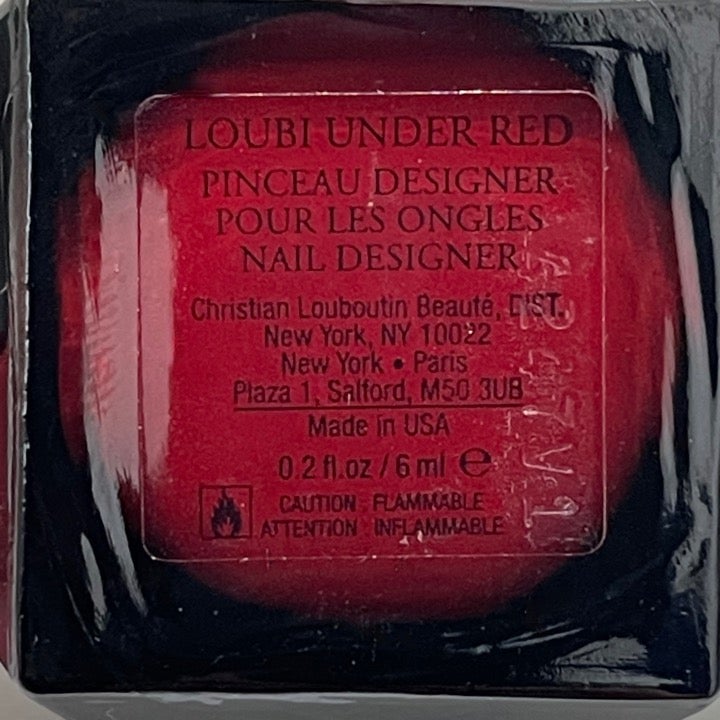 LOUBI UNDER RED
PINCEAU DESIGNER
POUR LES ONGLES
NAIL DESIGNER
Christian Louboutin Beauté, DIST.
New York, NY 10022
New York • Paris
Plaza 1, Salford, M50 3UB
Made in USA
0.2 fl.oz / 6 ml ℮
CAUTION FLAMMABLE
ATTENTION INFLAMMABLE